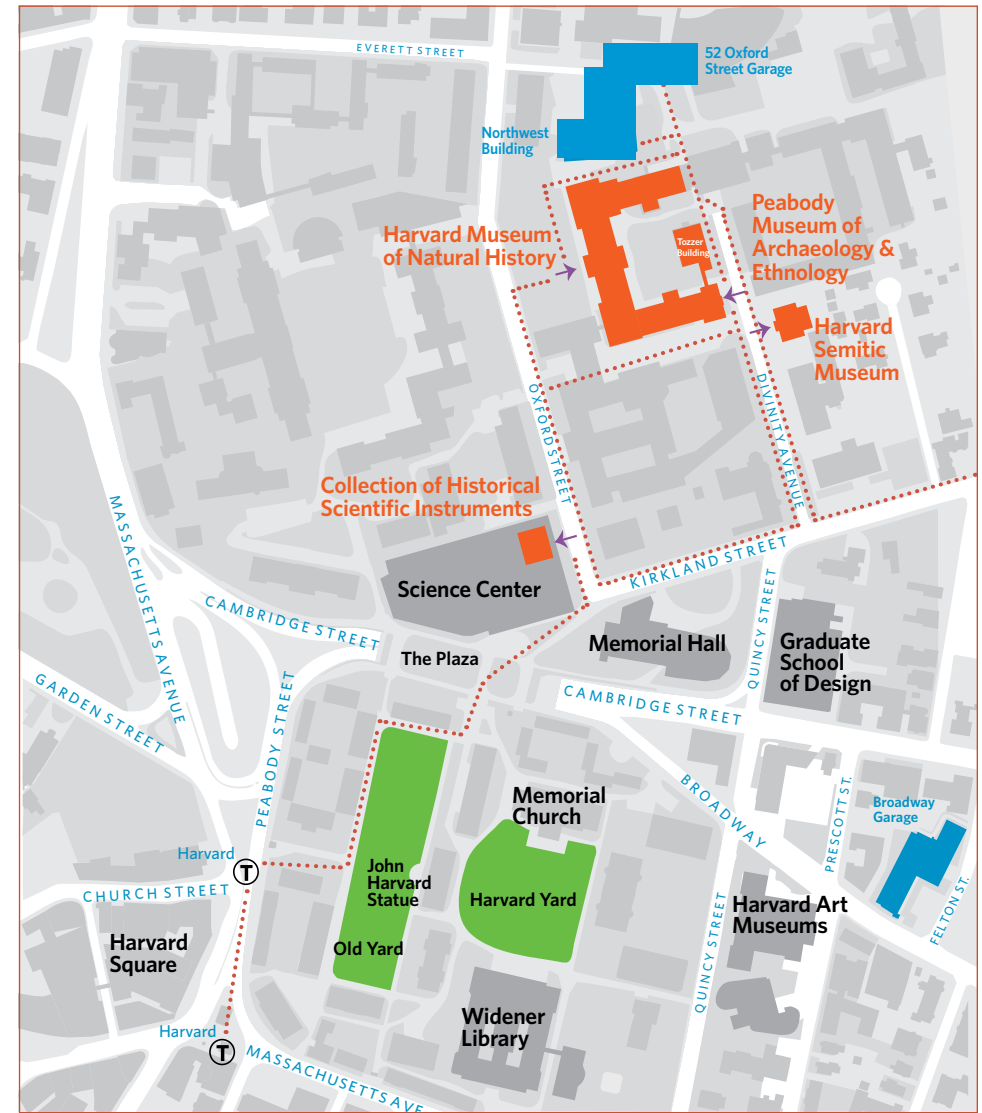 EVERETT STREET
52 Oxford
Street Garage
Northwest
Building
Peabody
Museum of
Archaeology &
Ethnology
Harvard Museum
of Natural History
Tozzer
Building
Harvard
Semitic
Museum
OXFORD STREET
DIVINITY AVENUE
Collection of Historical
Scientific Instruments
MASSACHUSETTS AVENUE
KIRKLAND STREET
Science Center
CAMBRIDGE STREET
Memorial Hall
QUINCY STREET
Graduate
School
of Design
The Plaza
GARDEN STREET
PEABODY STREET
CAMBRIDGE STREET
BROADWAY
PRESCOTT ST.
Memorial
Church
Broadway
Garage
Harvard
T
John
Harvard
Statue
CHURCH STREET
Harvard Yard
Harvard Art
Museums
FELTON ST.
Harvard
Square
Old Yard
QUINCY STREET
Widener
Library
Harvard
T
MASSACHUSETTS AVE